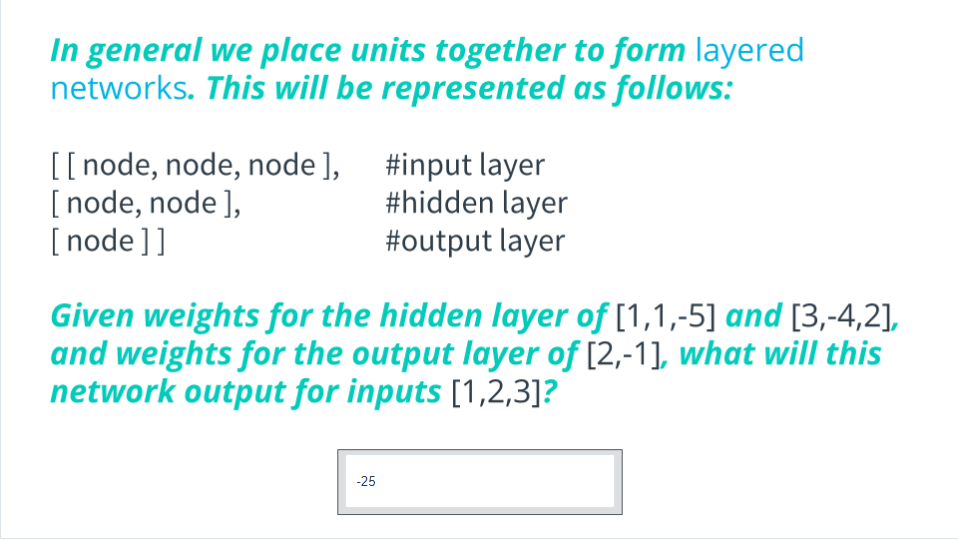 In general we place units together to form layered
networks. This will be represented as follows:
[ [ node, node, node ], #input layer
[ node, node ], #hidden layer
[ node ] ] #output layer
Given weights for the hidden layer of [1,1,-5] and [3,-4,2],
and weights for the output layer of [2,-1], what will this
network output for inputs [1,2,3]?
-25